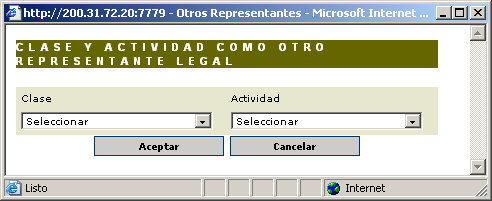 http://200.31.72.20:7779 - Otros Representantes - Microsoft Internet ...
CLASE Y ACTIVIDAD COMO OTRO
REPRESENTANTE LEGAL
Clase Actividad
Seleccionar Seleccionar
Aceptar Cancelar
Listo Internet